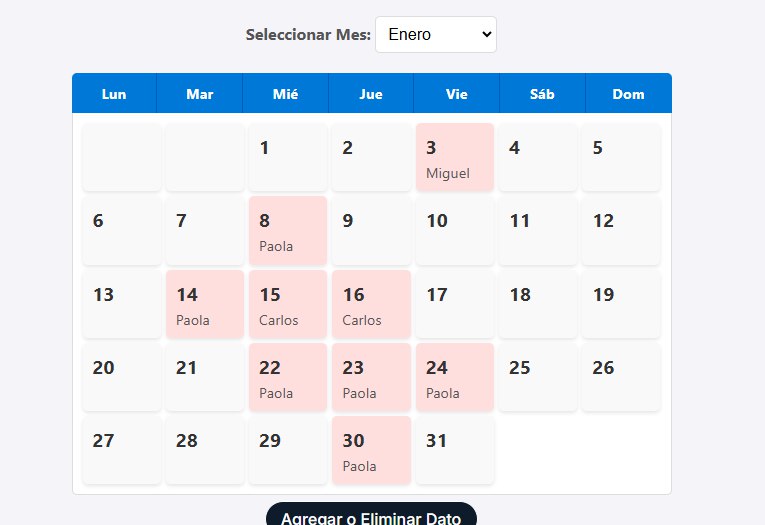 Seleccionar Mes: Enero
Lun Mar Mié Jue Vie Sáb Dom
1 2 3 4 5
Miguel
6 7 8 9 10 11 12
Paola
13 14 15 16 17 18 19
Paola Carlos Carlos
20 21 22 23 24 25 26
Paola Paola Paola
27 28 29 30 31
Paola
Agregar o Eliminar Dato